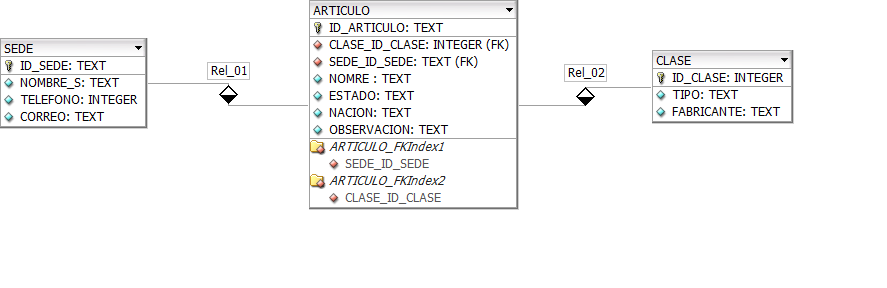 SEDE
ID_SEDE: TEXT
NOMBRE_S: TEXT
TELEFONO: INTEGER
CORREO: TEXT
Rel_01
ARTICULO
ID_ARTICULO: TEXT
CLASE_ID_CLASE: INTEGER (FK)
SEDE_ID_SEDE: TEXT (FK)
NOMRE : TEXT
ESTADO: TEXT
NACION: TEXT
OBSERVACION: TEXT
ARTICULO_FKIndex1
SEDE_ID_SEDE
ARTICULO_FKIndex2
CLASE_ID_CLASE
Rel_02
CLASE
ID_CLASE: INTEGER
TIPO: TEXT
FABRICANTE: TEXT